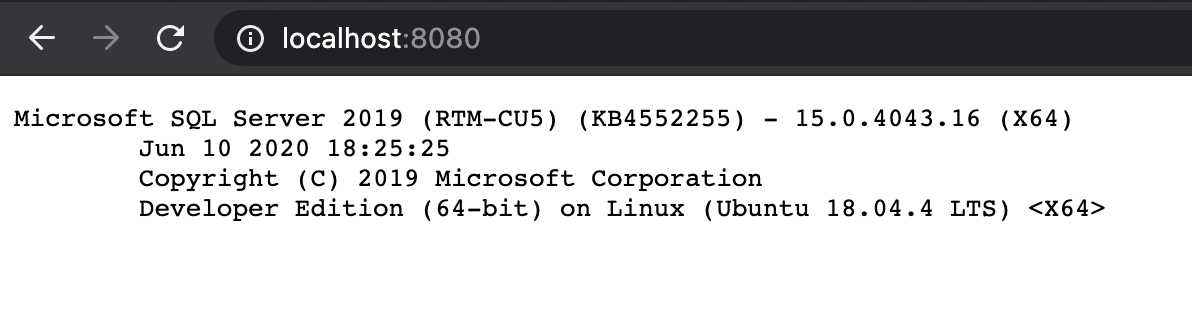 localhost:8080
Microsoft SQL Server 2019 (RTM-CU5) (KB4552255) - 15.0.4043.16 (X64)
Jun 10 2020 18:25:25
Copyright (C) 2019 Microsoft Corporation
Developer Edition (64-bit) on Linux (Ubuntu 18.04.4 LTS) <X64>